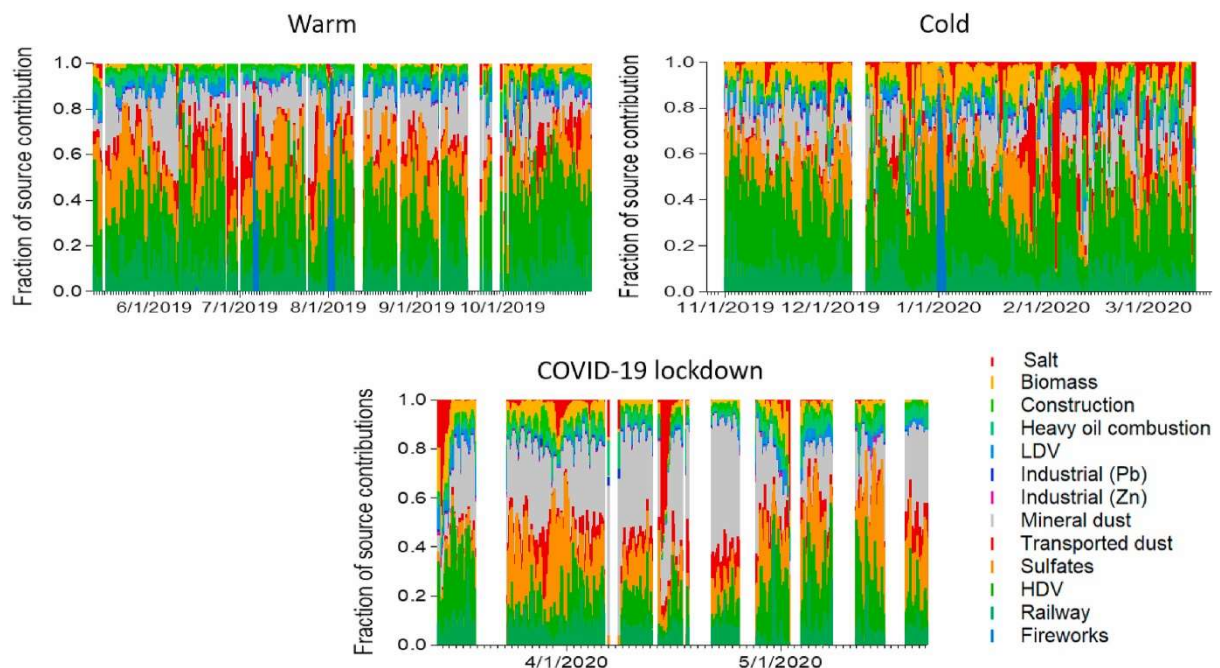 Warm
Fraction of source contribution
1.0
0.8
0.6
0.4
0.2
0.0
6/1/2019 7/1/2019 8/1/2019 9/1/2019 10/1/2019
Cold
Fraction of source contribution
1.0
0.8
0.6
0.4
0.2
0.0
11/1/2019 12/1/2019 1/1/2020 2/1/2020 3/1/2020
COVID-19 lockdown
Fraction of source contributions
1.0
0.8
0.6
0.4
0.2
0.0
4/1/2020 5/1/2020
Salt
Biomass
Construction
Heavy oil combustion
LDV
Industrial (Pb)
Industrial (Zn)
Mineral dust
Transported dust
Sulfates
HDV
Railway
Fireworks